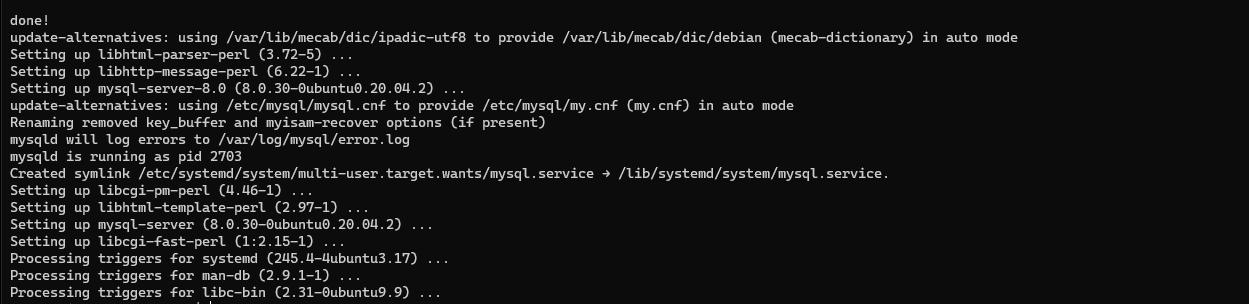 done!
update-alternatives: using /var/lib/mecab/dic/ipadic-utf8 to provide /var/lib/mecab/dic/debian (mecab-dictionary) in auto mode
Setting up libhtml-parser-perl (3.72-5) ...
Setting up libhttp-message-perl (6.22-1) ...
Setting up mysql-server-8.0 (8.0.30-0ubuntu0.20.04.2) ...
update-alternatives: using /etc/mysql/mysql.cnf to provide /etc/mysql/my.cnf (my.cnf) in auto mode
Renaming removed key_buffer and myisam-recover options (if present)
mysqld will log errors to /var/log/mysql/error.log
mysqld is running as pid 2703
Created symlink /etc/systemd/system/multi-user.target.wants/mysql.service → /lib/systemd/system/mysql.service.
Setting up libcgi-pm-perl (4.46-1) ...
Setting up libhtml-template-perl (2.97-1) ...
Setting up mysql-server (8.0.30-0ubuntu0.20.04.2) ...
Setting up libcgi-fast-perl (1:2.15-1) ...
Processing triggers for systemd (245.4-4ubuntu3.17) ...
Processing triggers for man-db (2.9.1-1) ...
Processing triggers for libc-bin (2.31-0ubuntu9.9) ...